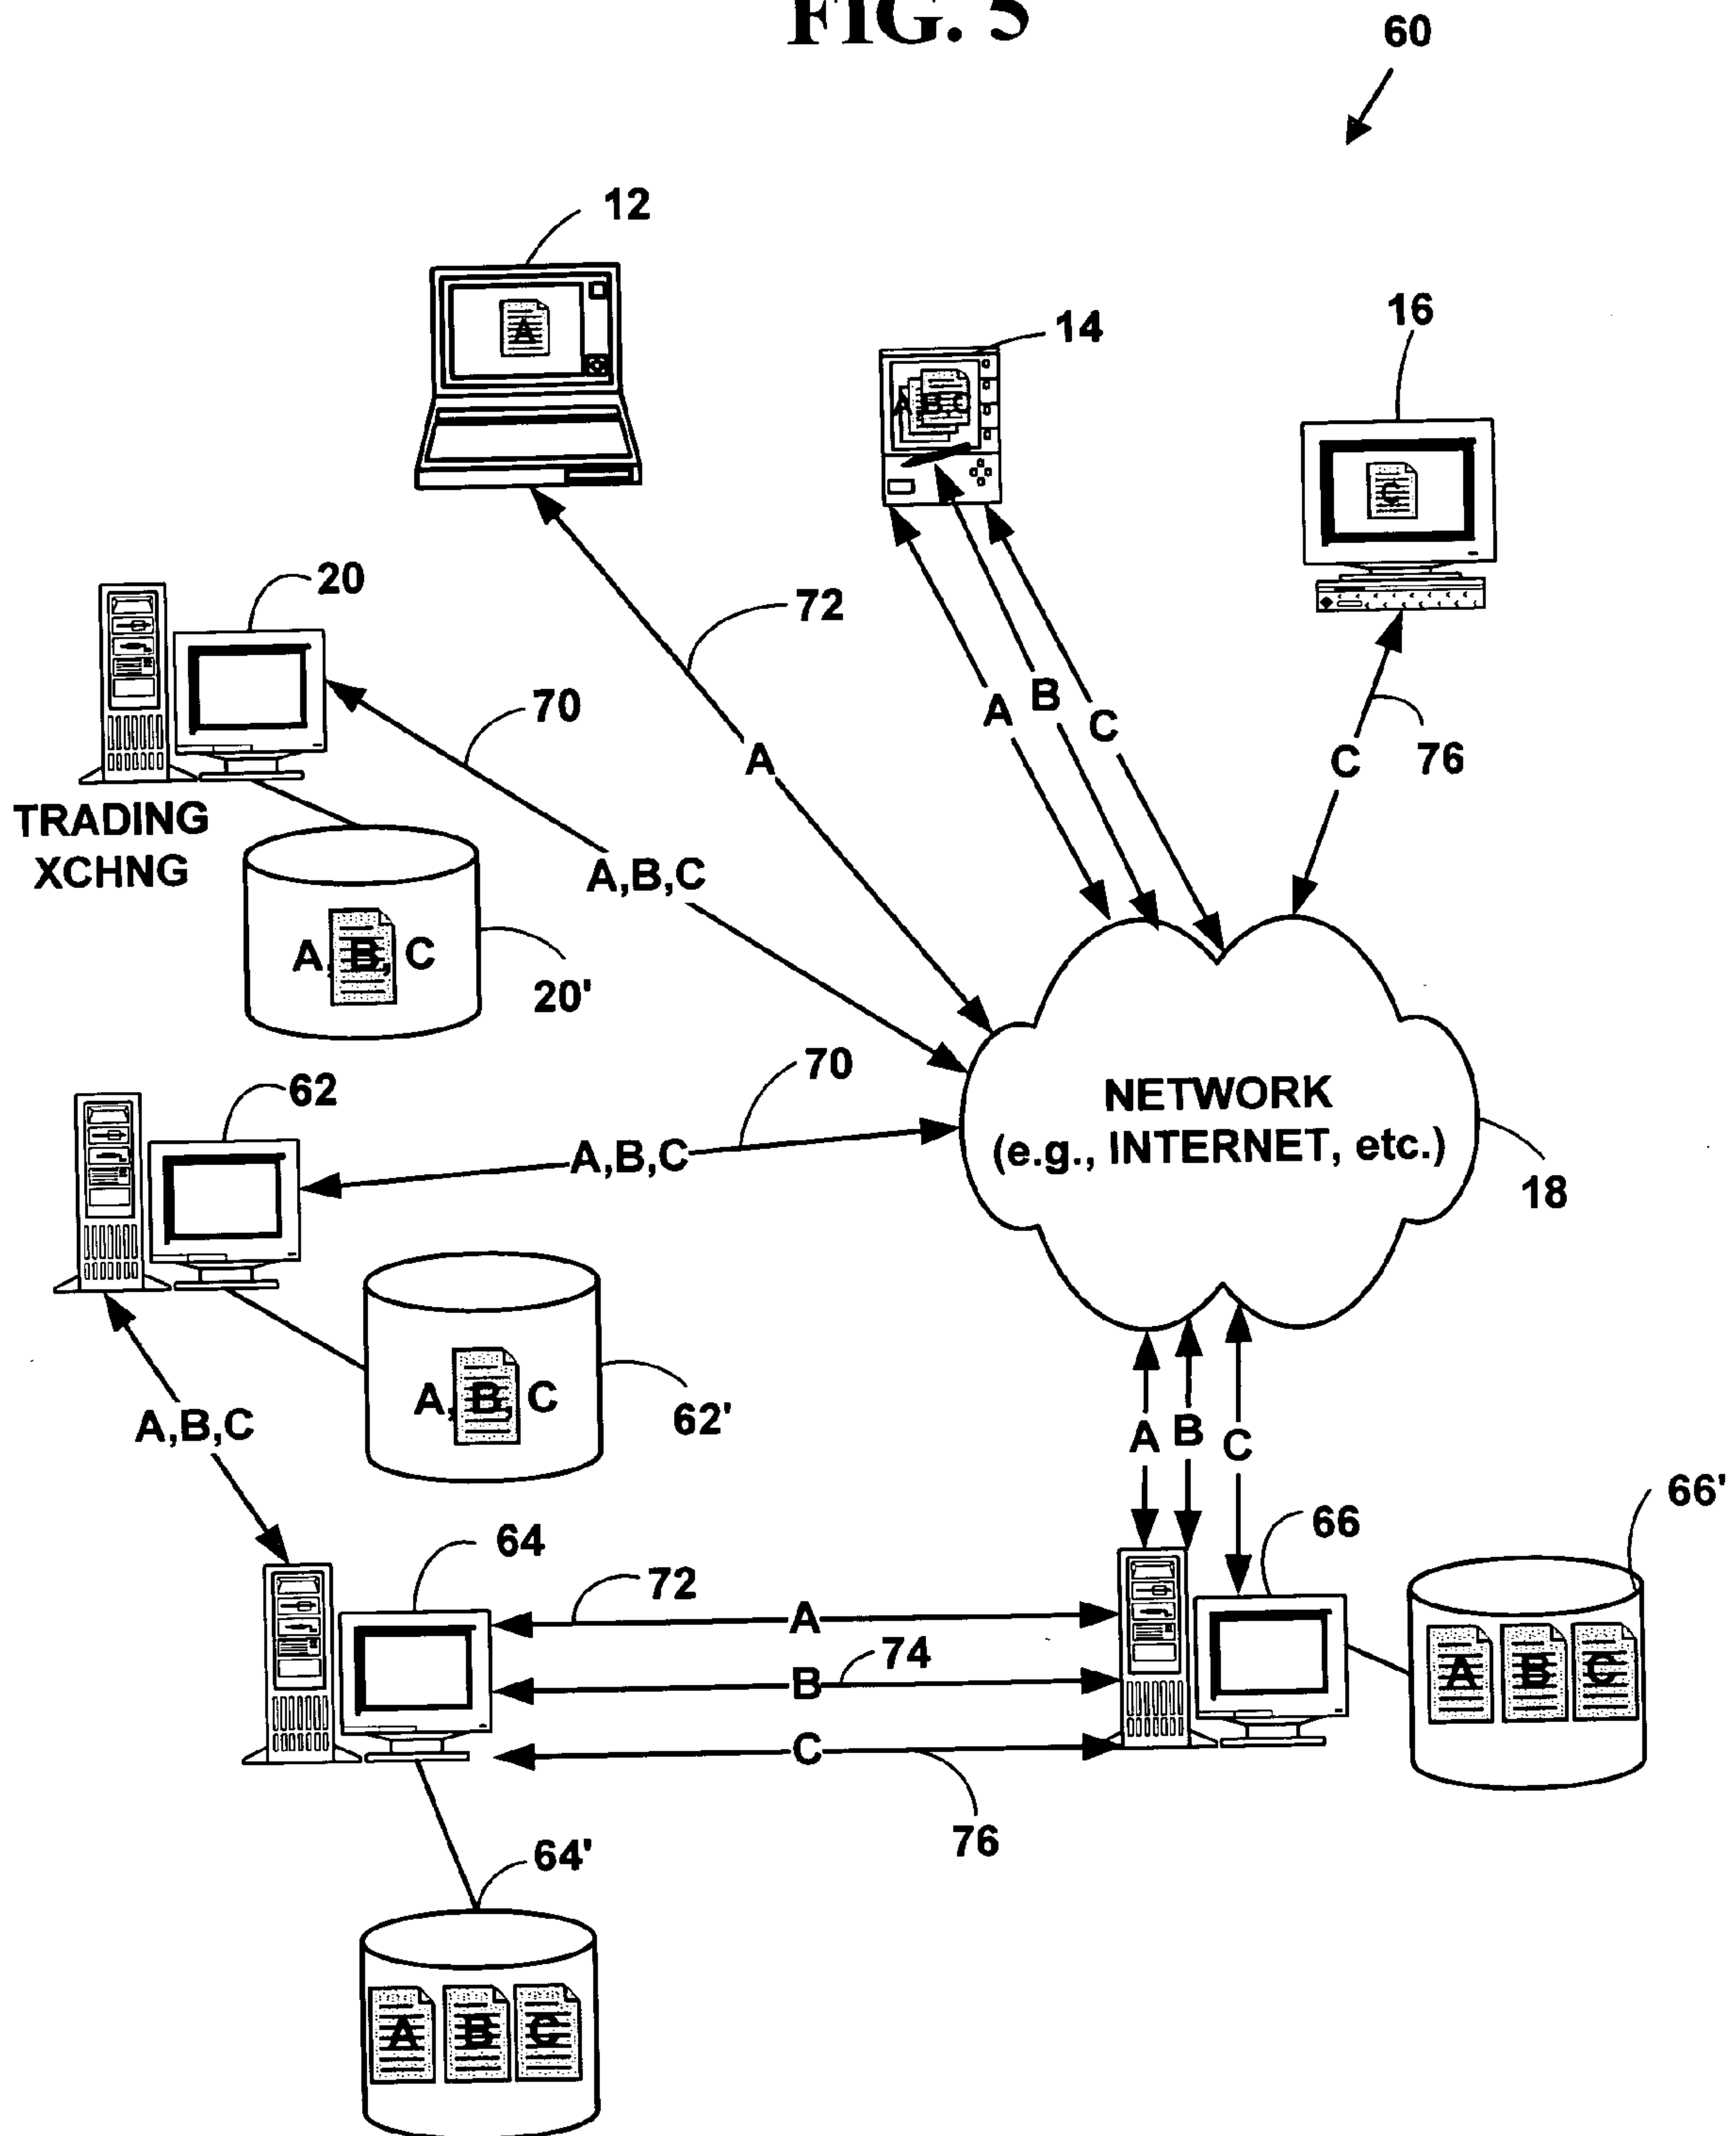 FIG. 5
60
12
A
14
A B,C
16
C
20
72
70
A
B
C
A
C
76
TRADING
XCHNG
A,B,C
A, B, C
20'
70
62
NETWORK
(e.g., INTERNET, etc.)
A,B,C
18
A, B, C
62'
A,B,C
A
B
C
66'
64
66
72
A
74
B
A
B
C
C
76
64'
A
B
C